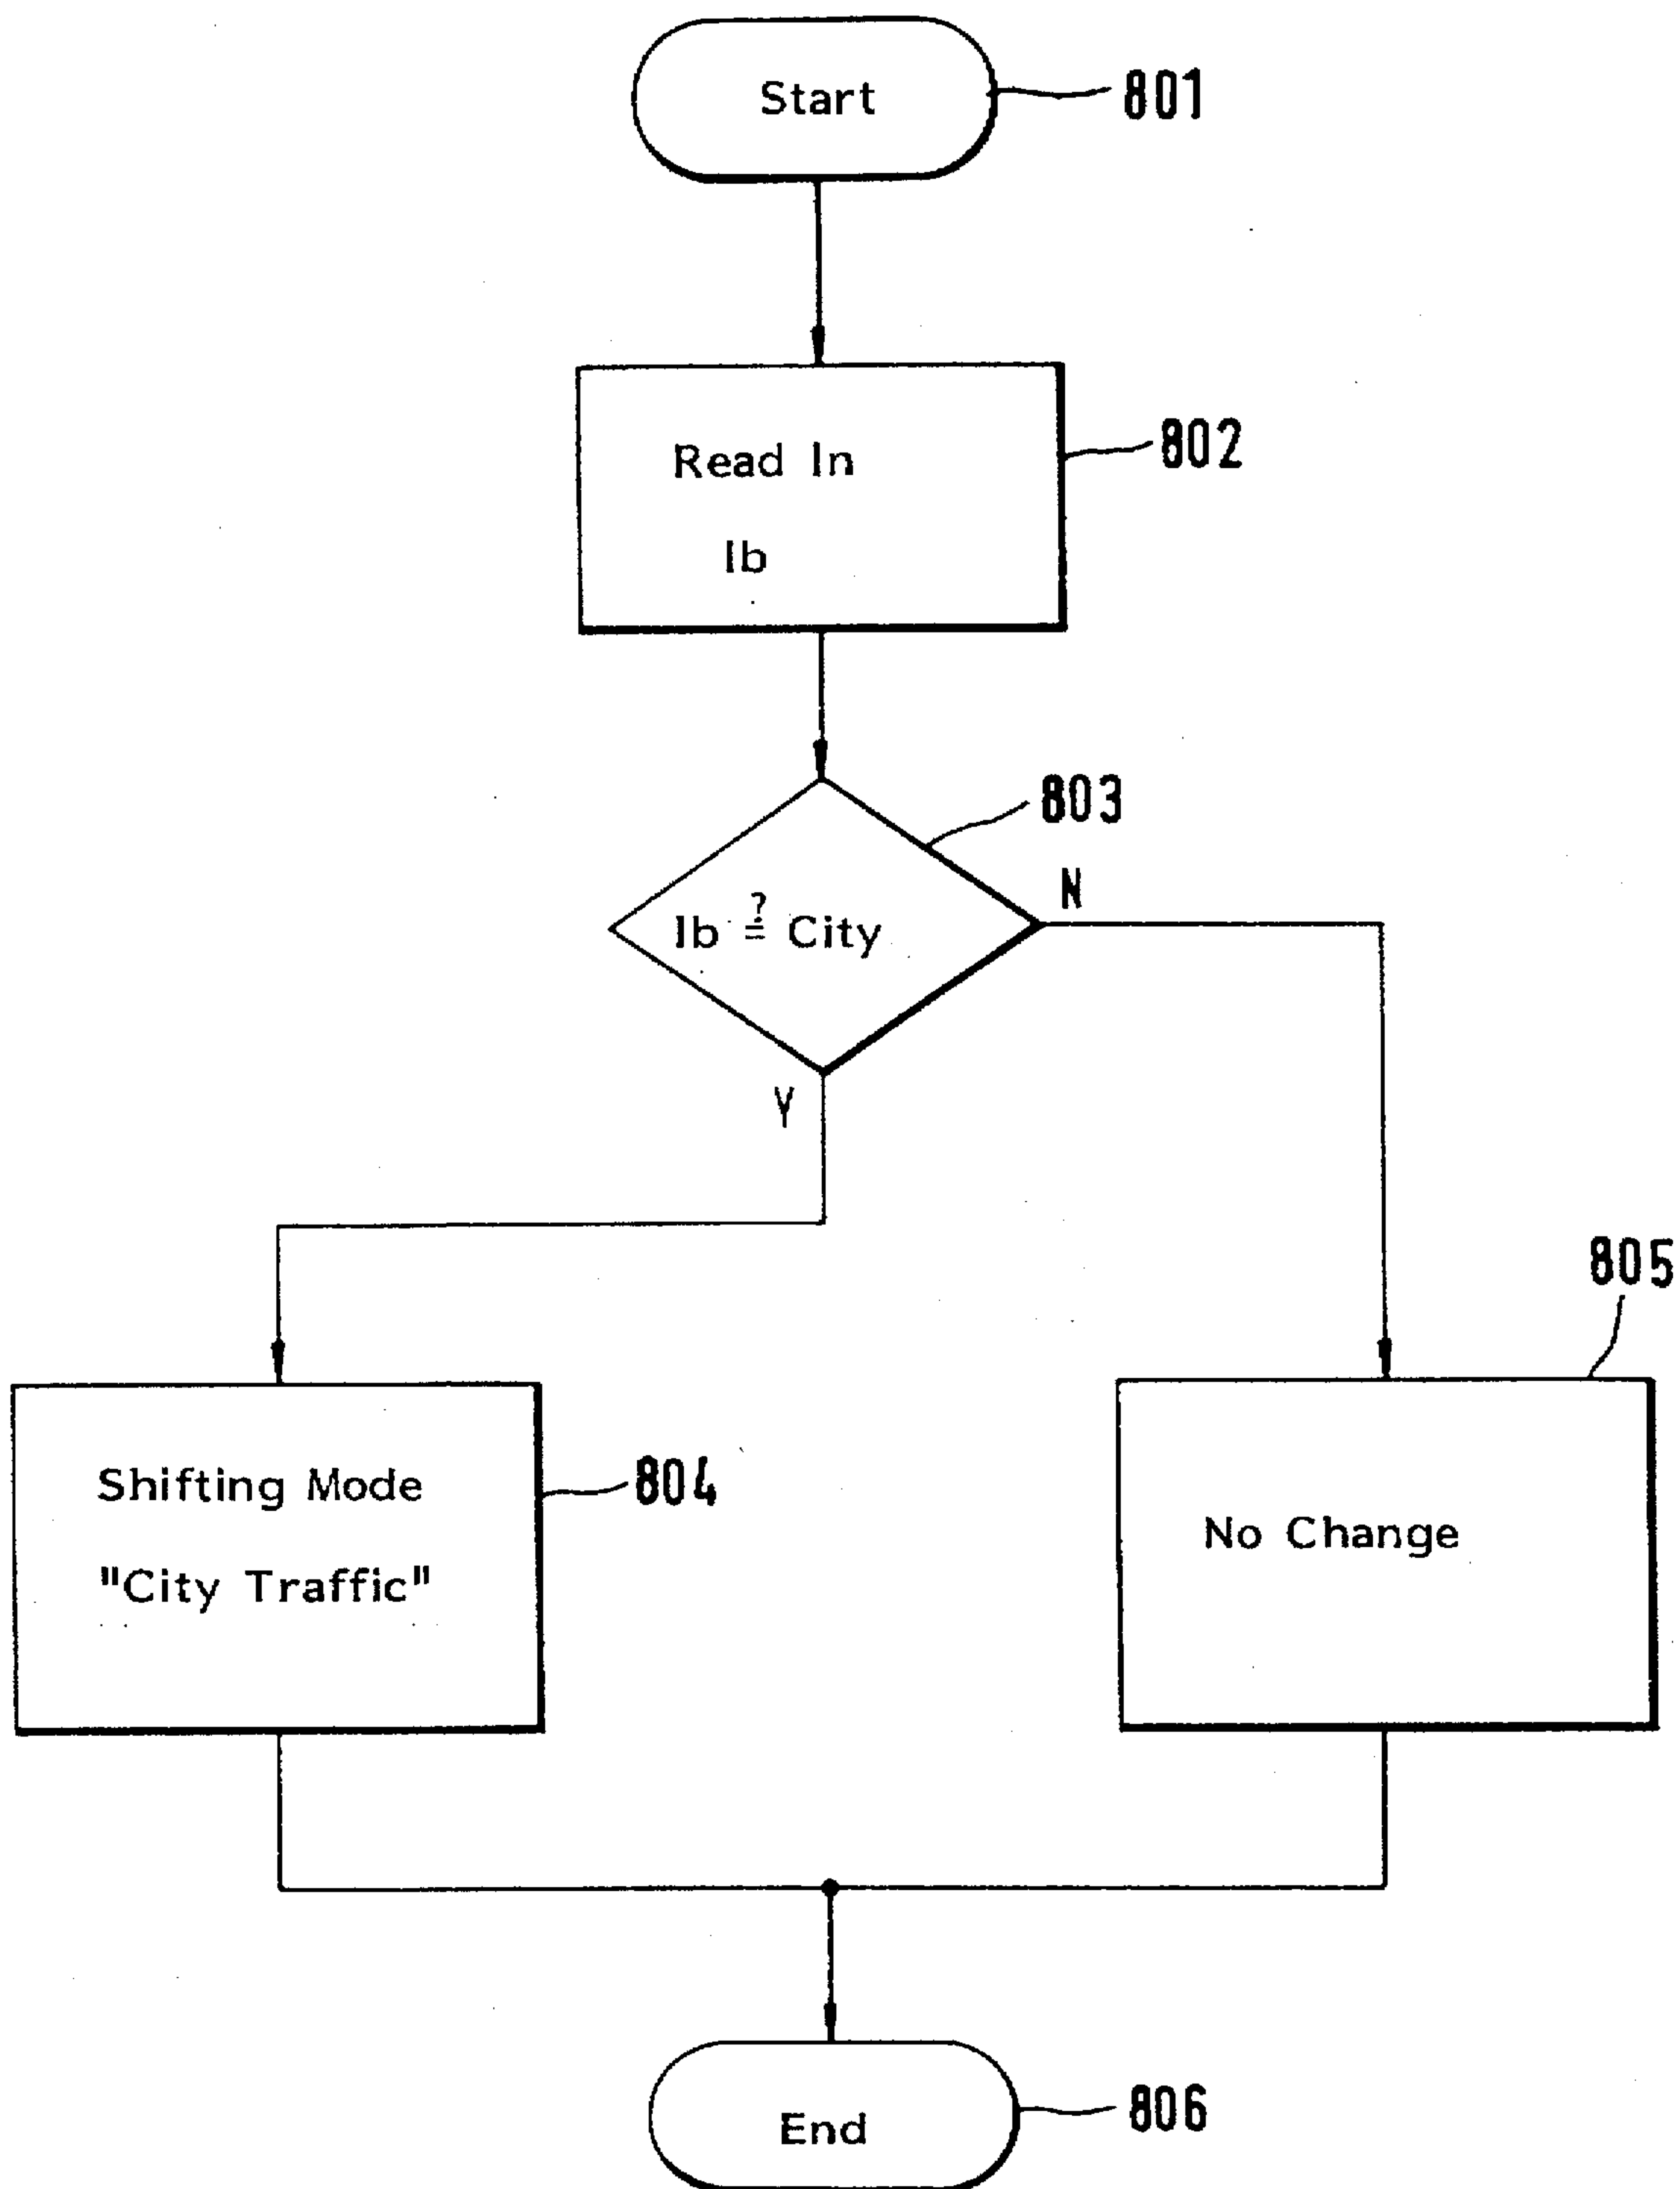 Start
801
Read In
Ib
802
803
Ib ?= City
N
Y
805
Shifting Mode
"City Traffic"
804
No Change
End
806